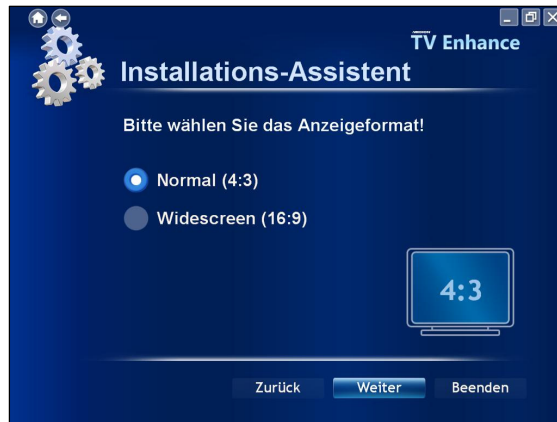 TV Enhance
Installations-Assistent
Bitte wählen Sie das Anzeigeformat!
Normal (4:3)
Widescreen (16:9)
4:3
Zurück Weiter Beenden